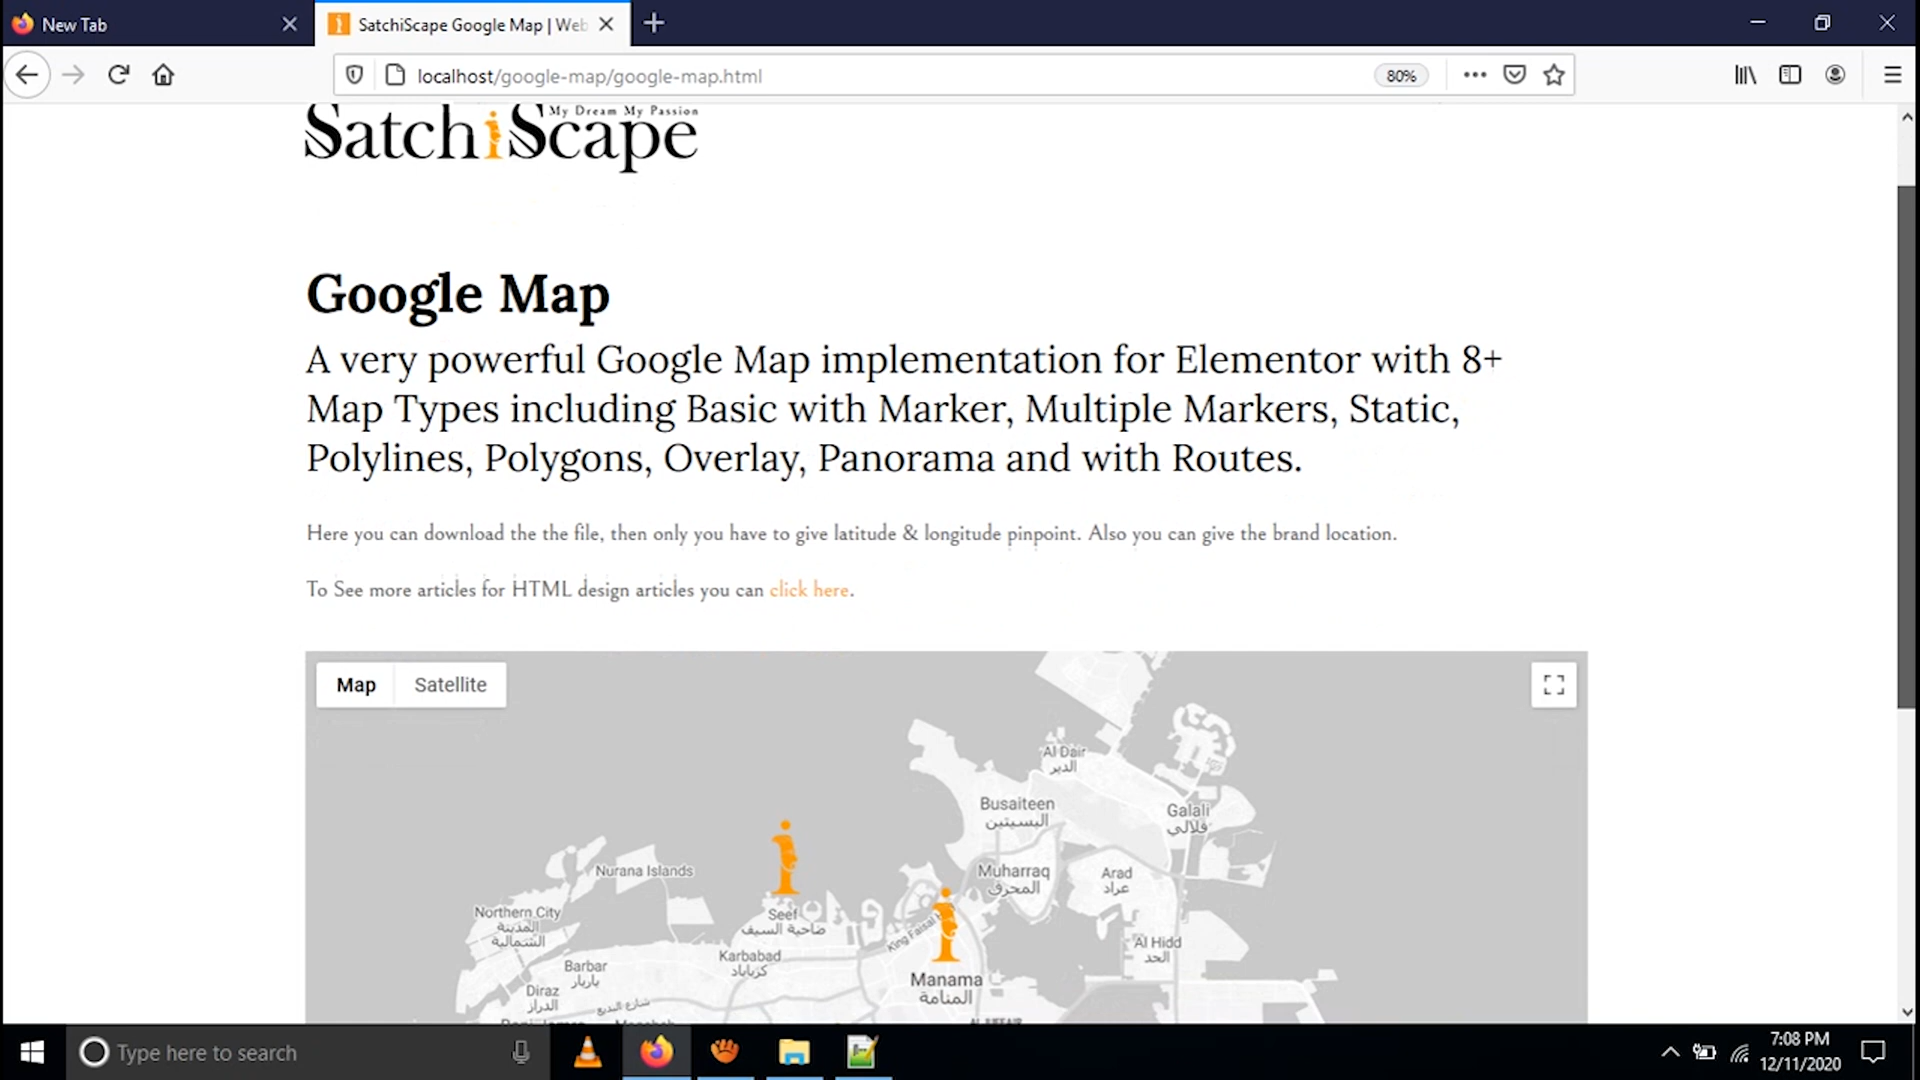 New Tab
SatchiScape Google Map | Web
localhost/google-map/google-map.html
80%
My Dream My Passion
SatchiScape
Google Map
A very powerful Google Map implementation for Elementor with 8+
Map Types including Basic with Marker, Multiple Markers, Static,
Polylines, Polygons, Overlay, Panorama and with Routes.
Here you can download the the file, then only you have to give latitude & longitude pinpoint. Also you can give the brand location.
To See more articles for HTML design articles you can click here.
Map Satellite
Al Dair
الدير
Busaiteen
البسيتين
Galali
قلالي
Nurana Islands
Muharraq
المحرق
Arad
عراد
Northern City
المدينة
الشمالية
Seef
ضاحية السيف
King Faisal
Al Hidd
الحد
Karbabad
كرباباد
Barbar
باربار
Manama
المنامة
Diraz
الدراز
شارع البديع
Type here to search
7:08 PM
12/11/2020